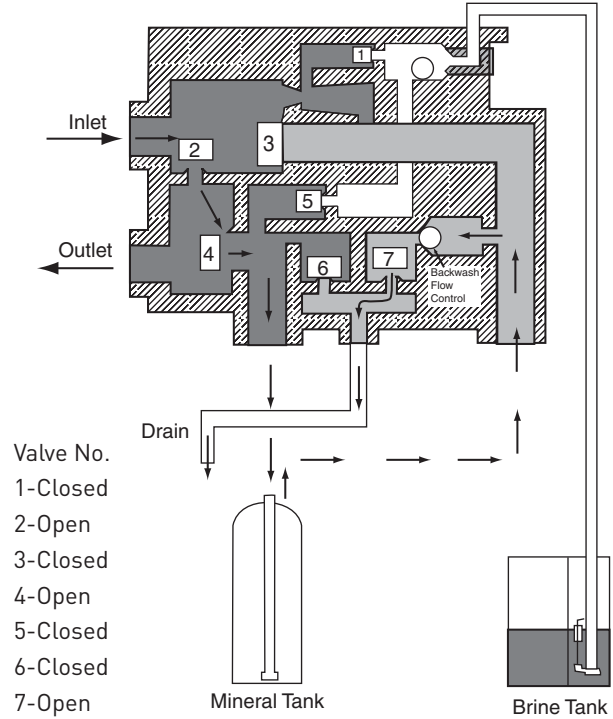 1
Inlet
2
3
5
Outlet
4
6
7
Backwash
Flow
Control
Drain
Valve No.
1-Closed
2-Open
3-Closed
4-Open
5-Closed
6-Closed
7-Open
Mineral Tank
Brine Tank